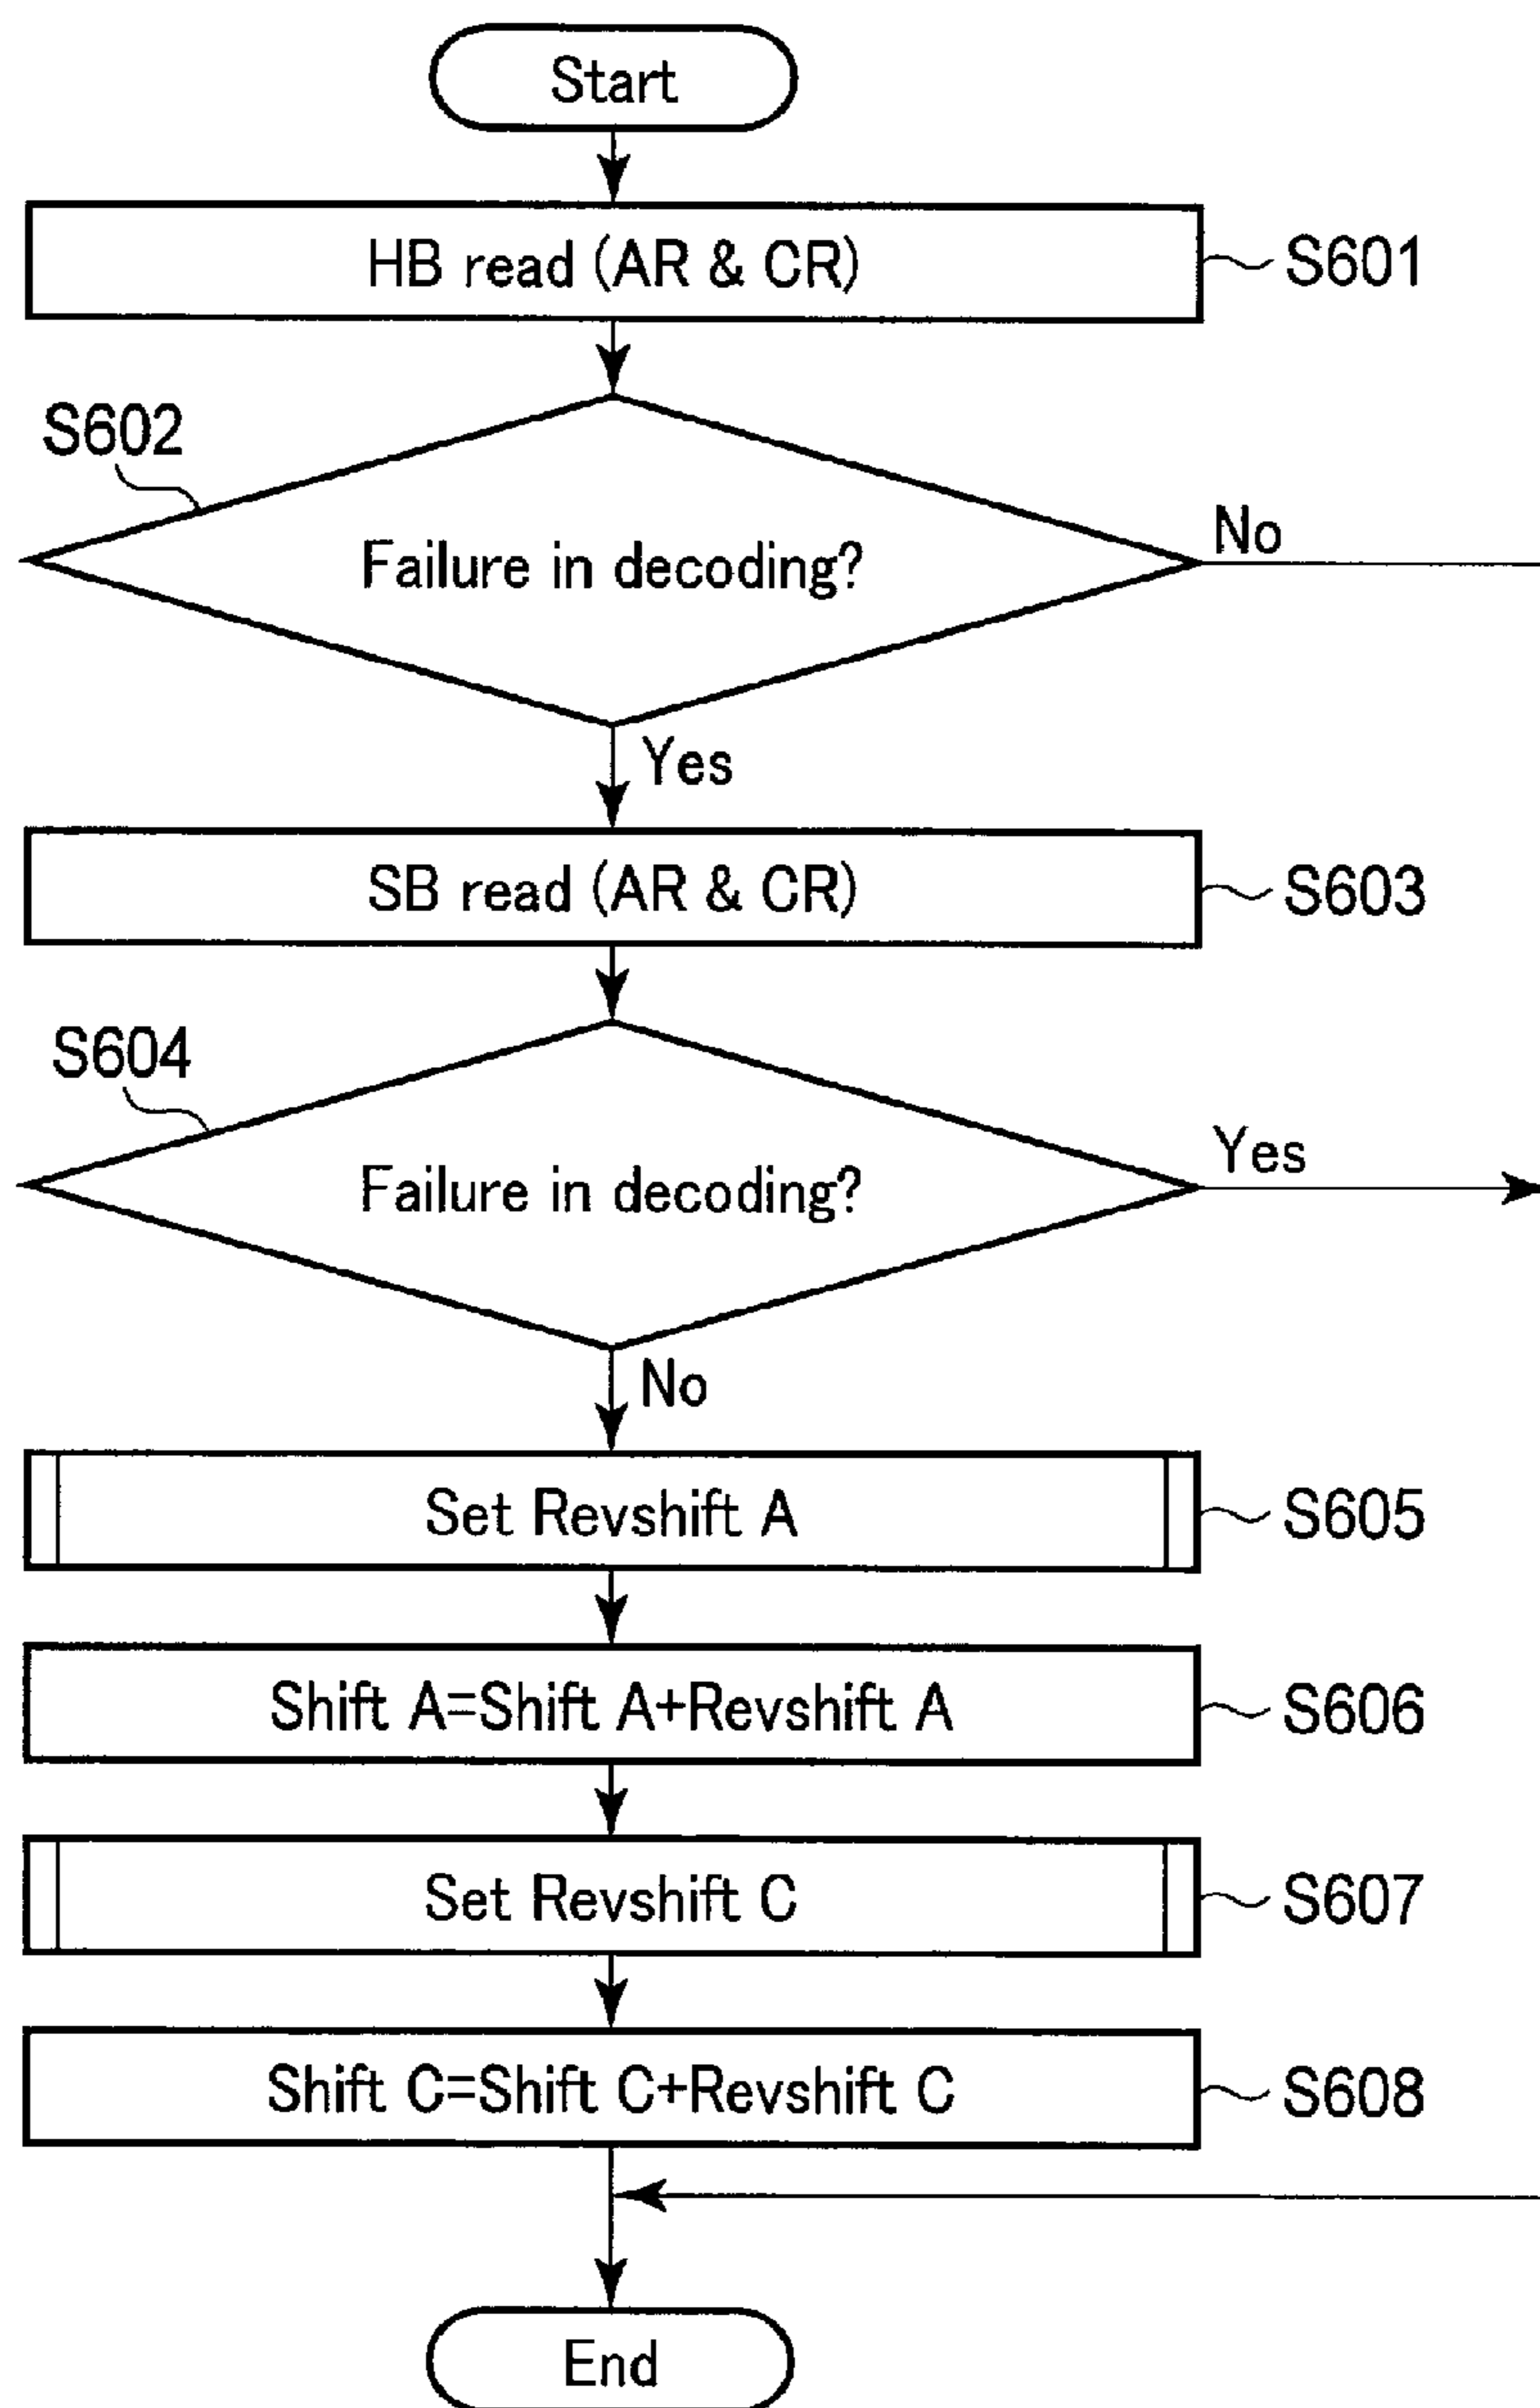 Start
HB read (AR & CR)
S601
S602
Failure in decoding?
No
Yes
SB read (AR & CR)
S603
S604
Failure in decoding?
Yes
No
Set Revshift A
S605
Shift A=Shift A+Revshift A
S606
Set Revshift C
S607
Shift C=Shift C+Revshift C
S608
End